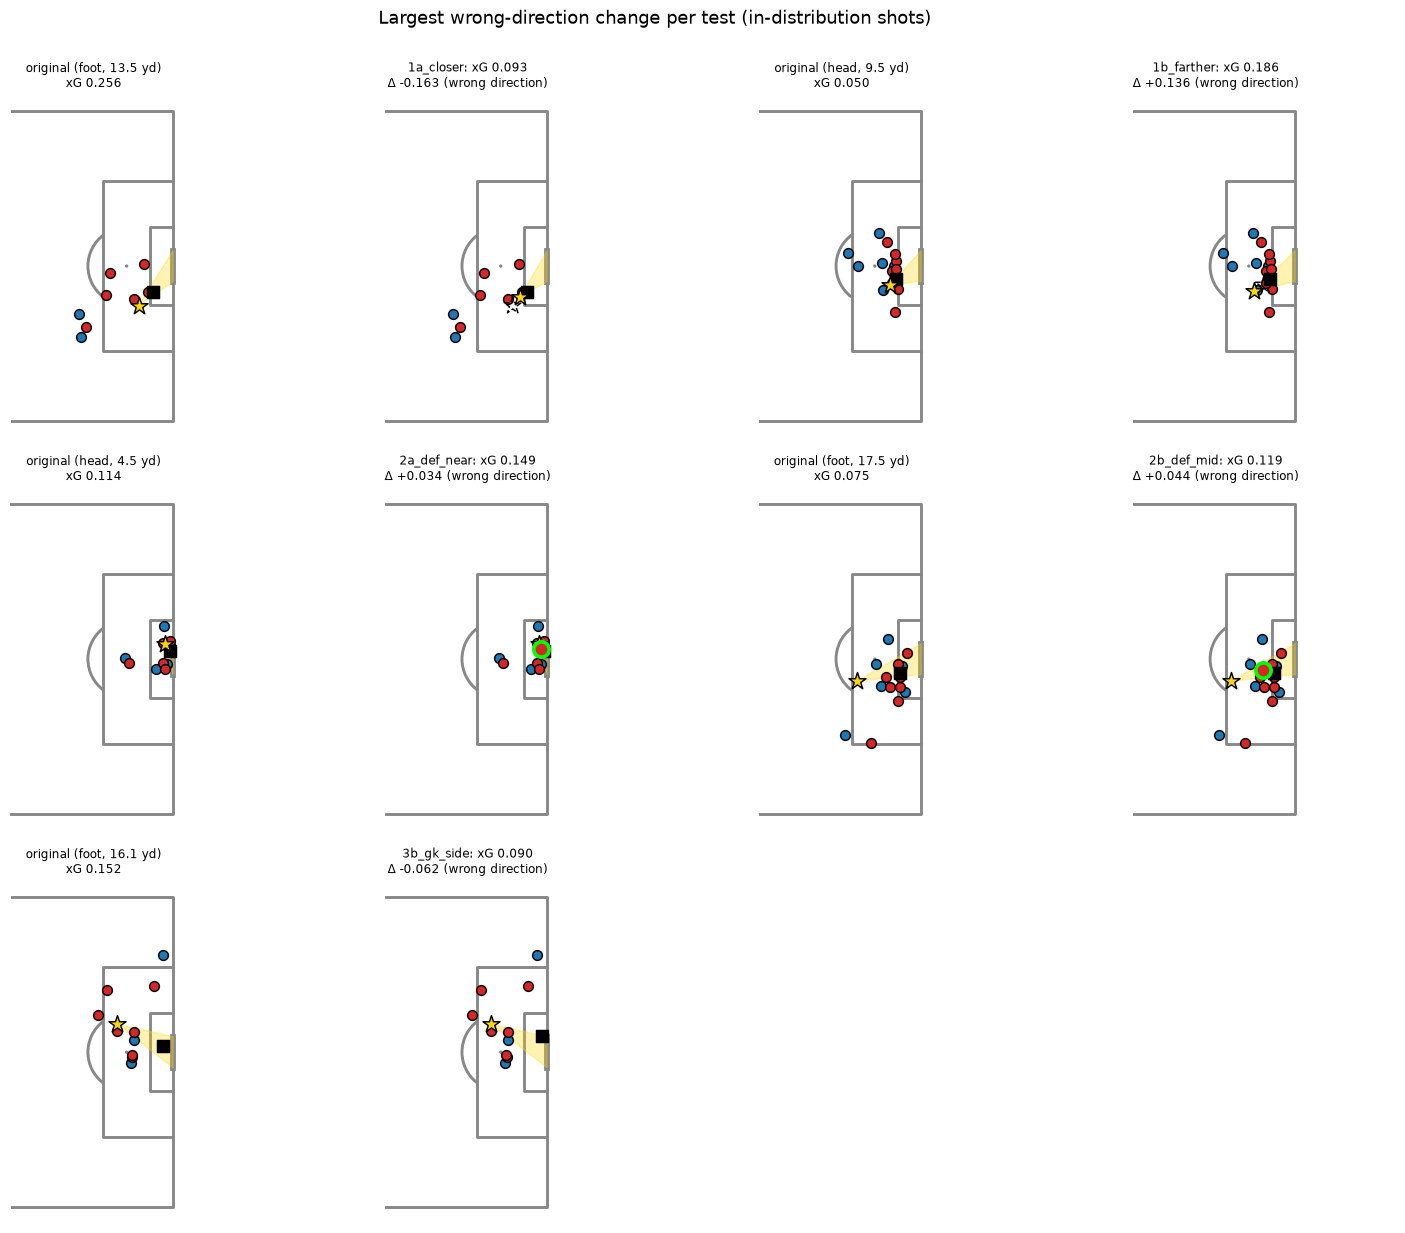 Largest wrong-direction change per test (in-distribution shots)
original (foot, 13.5 yd)
xG 0.256
1a_closer: xG 0.093
Δ -0.163 (wrong direction)
original (head, 9.5 yd)
xG 0.050
1b_farther: xG 0.186
Δ +0.136 (wrong direction)
original (head, 4.5 yd)
xG 0.114
2a_def_near: xG 0.149
Δ +0.034 (wrong direction)
original (foot, 17.5 yd)
xG 0.075
2b_def_mid: xG 0.119
Δ +0.044 (wrong direction)
original (foot, 16.1 yd)
xG 0.152
3b_gk_side: xG 0.090
Δ -0.062 (wrong direction)